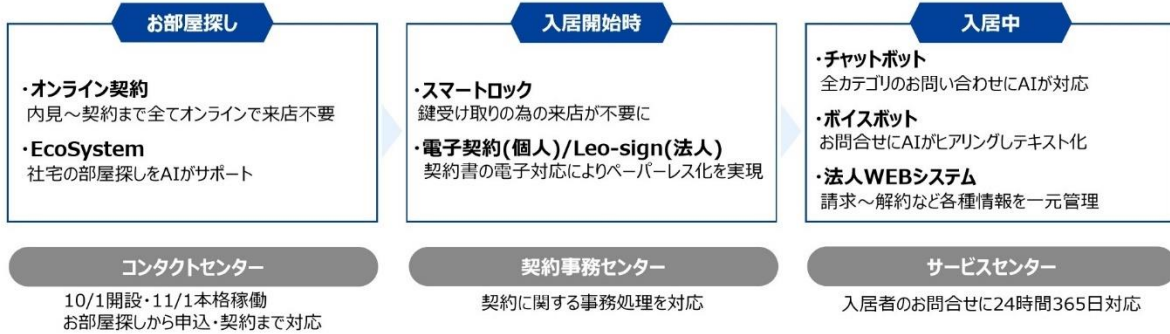 お部屋探し
・オンライン契約
内見～契約まで全てオンラインで来店不要
・EcoSystem
社宅の部屋探しをAIがサポート
コンタクトセンター
10/1開設・11/1本格稼働
お部屋探しから申込・契約まで対応
入居開始時
・スマートロック
鍵受け取りの為の来店が不要に
・電子契約(個人)/Leo-sign(法人)
契約書の電子対応によりペーパーレス化を実現
契約事務センター
契約に関する事務処理を対応
入居中
・チャットボット
全カテゴリのお問い合わせにAIが対応
・ボイスボット
お問合せにAIがヒアリングしテキスト化
・法人WEBシステム
請求～解約など各種情報を一元管理
サービスセンター
入居者のお問合せに24時間365日対応